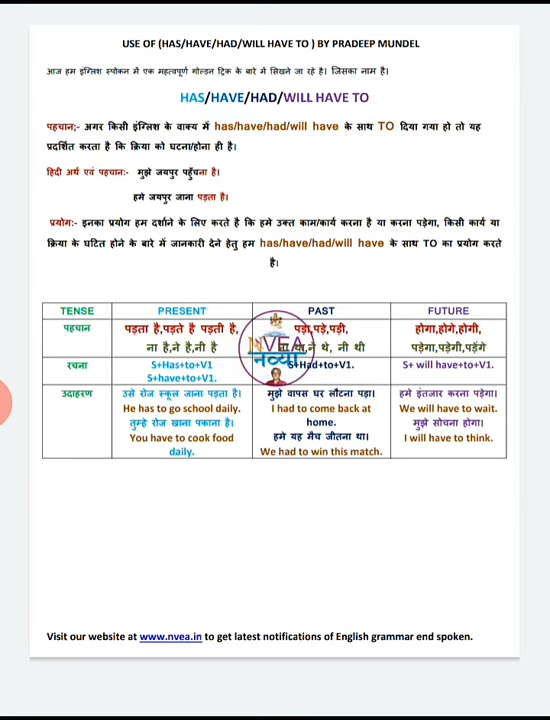 USE OF (HAS/HAVE/HAD/WILL HAVE TO ) BY PRADEEP MUNDEL
आज हम इंग्लिश स्पोकन में एक महत्वपूर्ण गोल्डन ट्रिक के बारे में सिखने जा रहे है। जिसका नाम है।
HAS/HAVE/HAD/WILL HAVE TO
पहचान;- अगर किसी इंग्लिश के वाक्य में has/have/had/will have के साथ TO दिया गया हो तो यह
प्रदर्शित करता है कि क्रिया को घटना/होना ही है।
हिदी अर्थ एवं पहचान:- मुझे जयपुर पहुँचना है।
हमे जयपुर जाना पड़ता है।
प्रयोग:- इनका प्रयोग हम दर्शाने के लिए करते है कि हमे उक्त काम/कार्य करना है या करना पड़ेगा, किसी कार्य या
क्रिया के घटित होने के बारे में जानकारी देने हेतु हम has/have/had/will have के साथ TO का प्रयोग करते
है।
TENSE PRESENT PAST FUTURE
पहचान पड़ता है,पड़ते है पड़ती है, पड़ा,पड़े,पड़ी, होगा,होगे,होगी,
ना है,ने है,नी है ना था,ने थे, नी थी पड़ेगा,पड़ेगी,पड़ेंगे
NVEA
नव्या
रचना S+Has+to+V1 S+Had+to+V1. S+ will have+to+V1.
S+have+to+V1.
उदाहरण उसे रोज स्कूल जाना पड़ता है। मुझे वापस घर लौटना पड़ा। हमे इंतजार करना पड़ेगा।
He has to go school daily. I had to come back at We will have to wait.
तुम्हे रोज खाना पकाना है। home. मुझे सोचना होगा।
You have to cook food हमे यह मैच जीतना था। I will have to think.
daily. We had to win this match.
Visit our website at www.nvea.in to get latest notifications of English grammar end spoken.